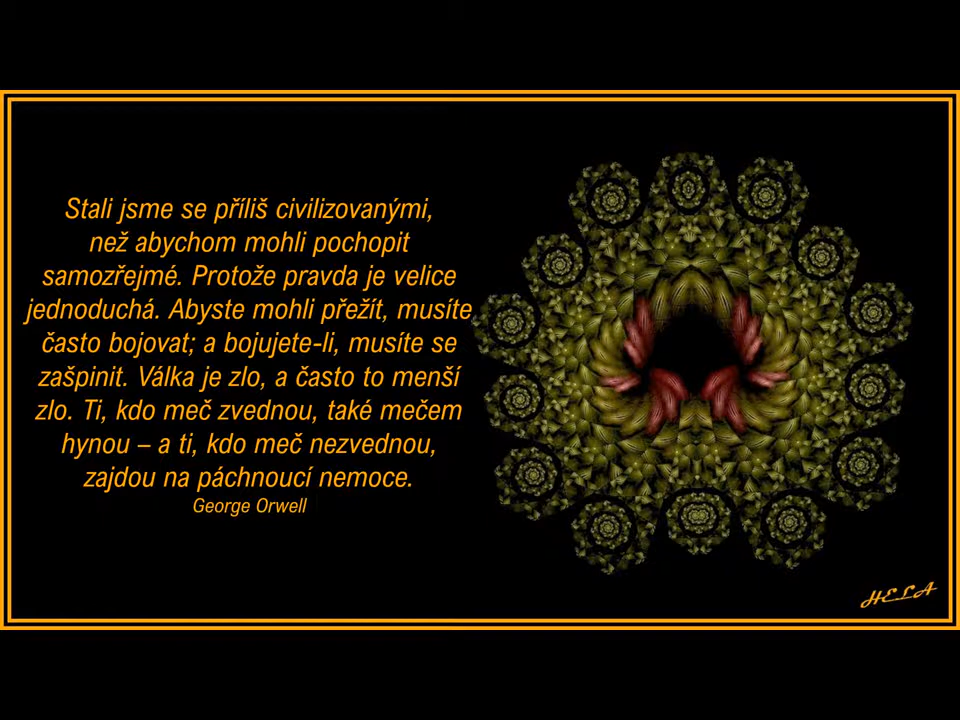 Stali jsme se příliš civilizovanými,
než abychom mohli pochopit
samozřejmé. Protože pravda je velice
jednoduchá. Abyste mohli přežít, musíte
často bojovat; a bojujete-li, musíte se
zašpinit. Válka je zlo, a často to menší
zlo. Ti, kdo meč zvednou, také mečem
hynou – a ti, kdo meč nezvednou,
zajdou na páchnoucí nemoce.
George Orwell
HELA